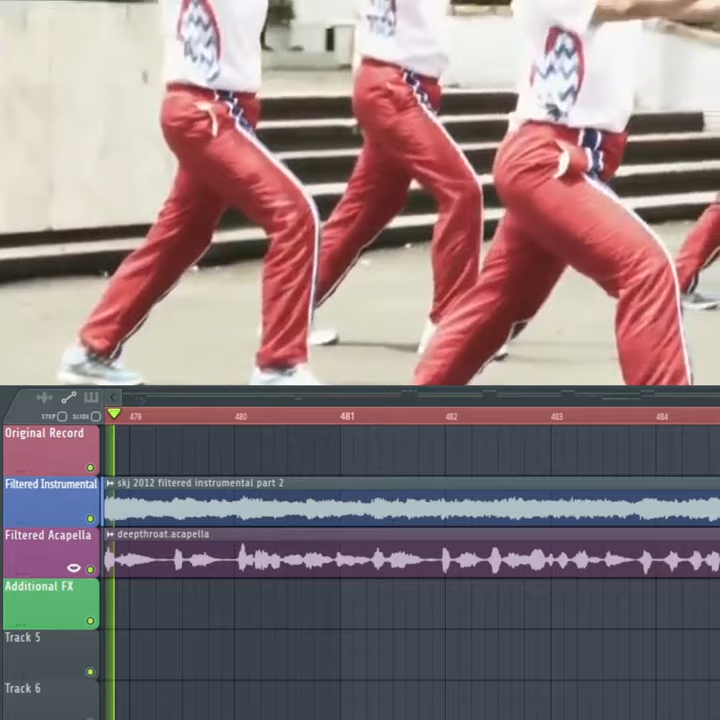 STEP SLIDE
479 480 481 482 483 484
Original Record
Filtered Instrumental
skj 2012 filtered instrumental part 2
Filtered Acapella
deepthroat.acapella
Additional FX
Track 5
Track 6